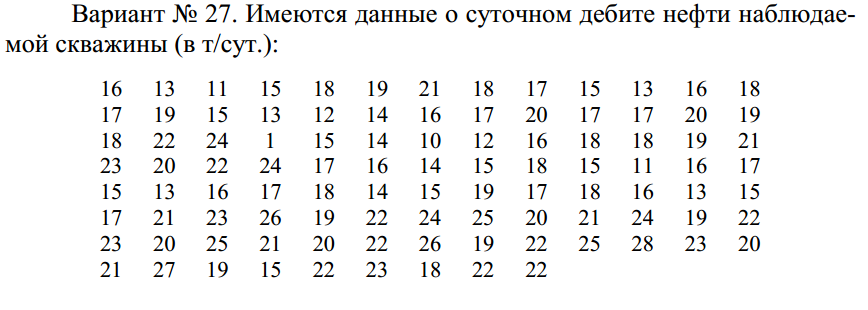 Вариант № 27. Имеются данные о суточном дебите нефти наблюдае-
мой скважины (в т/сут.):
16 13 11 15 18 19 21 18 17 15 13 16 18
17 19 15 13 12 14 16 17 20 17 17 20 19
18 22 24 1 15 14 10 12 16 18 18 19 21
23 20 22 24 17 16 14 15 18 15 11 16 17
15 13 16 17 18 14 15 19 17 18 16 13 15
17 21 23 26 19 22 24 25 20 21 24 19 22
23 20 25 21 20 22 26 19 22 25 28 23 20
21 27 19 15 22 23 18 22 22